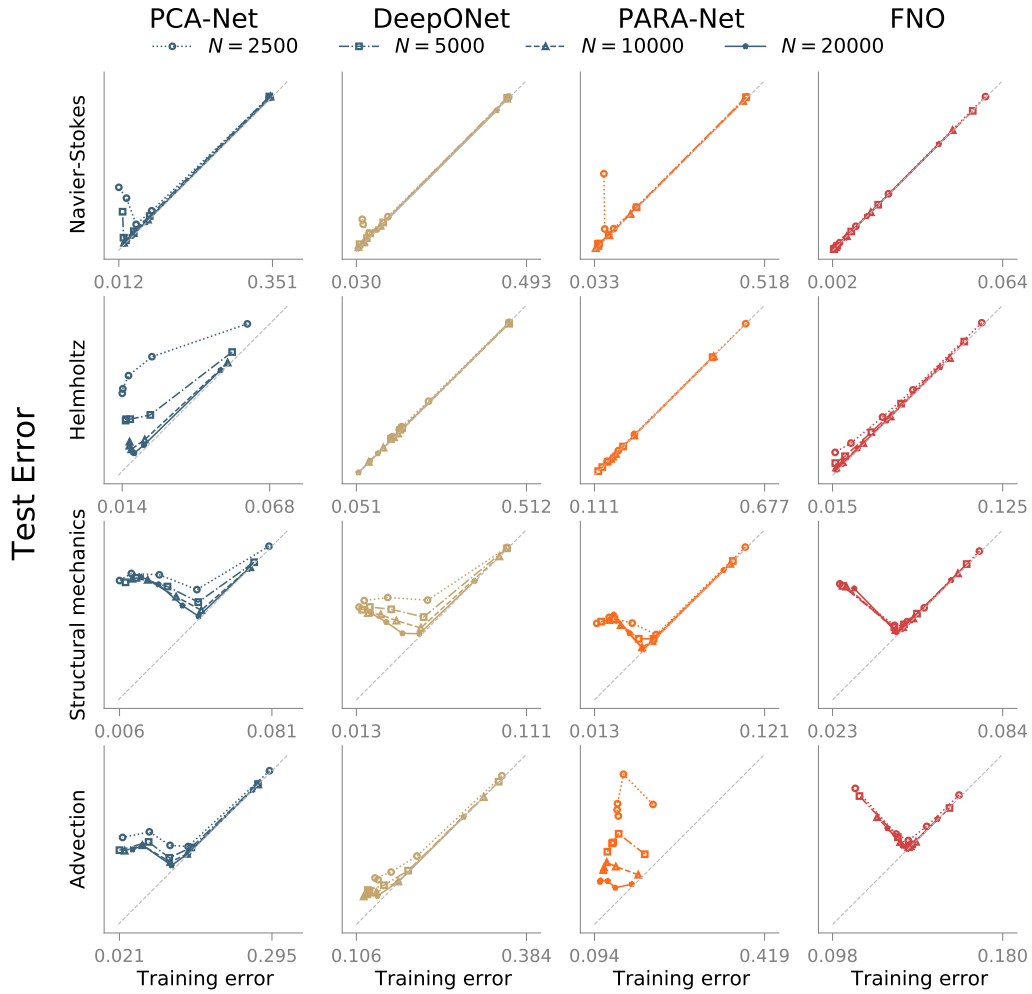 PCA-Net DeepONet PARA-Net FNO
N = 2500 N = 5000 N = 10000 N = 20000
Test Error
Navier-Stokes
0.012 0.351 0.030 0.493 0.033 0.518 0.002 0.064
Helmholtz
0.014 0.068 0.051 0.512 0.111 0.677 0.015 0.125
Structural mechanics
0.006 0.081 0.013 0.111 0.013 0.121 0.023 0.084
Advection
0.021 0.295 0.106 0.384 0.094 0.419 0.098 0.180
Training error Training error Training error Training error